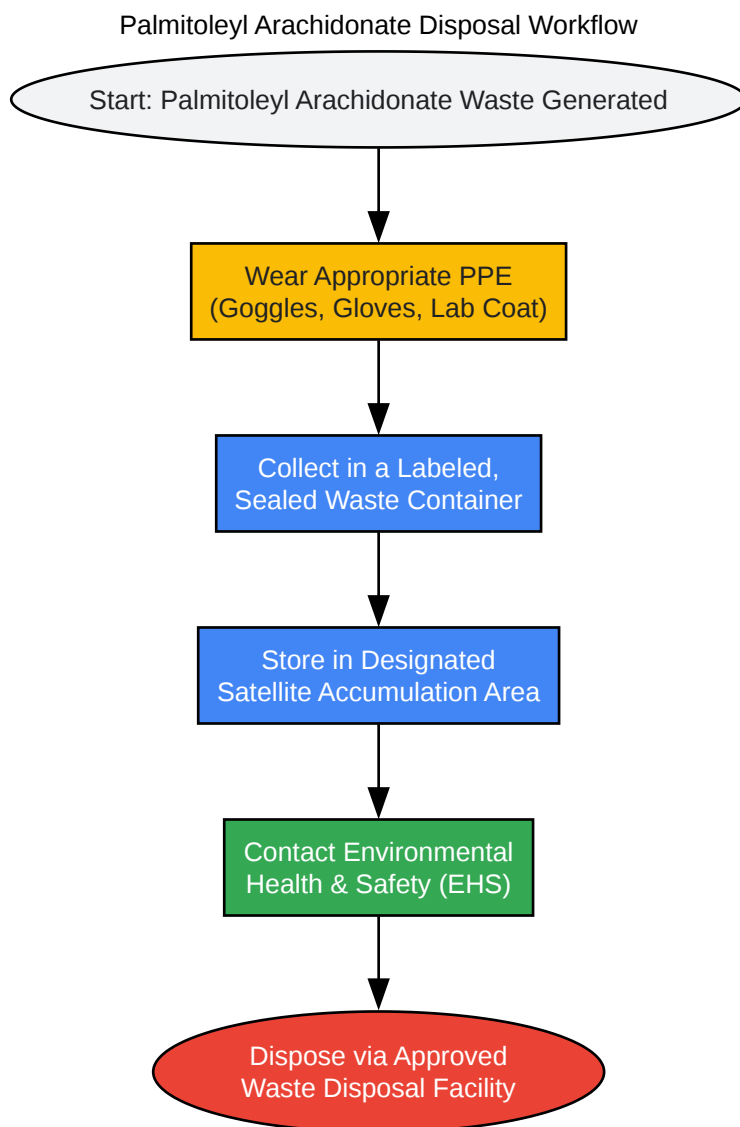 Palmitoleyl Arachidonate Disposal Workflow
Start: Palmitoleyl Arachidonate Waste Generated
Wear Appropriate PPE
(Goggles, Gloves, Lab Coat)
Collect in a Labeled,
Sealed Waste Container
Store in Designated
Satellite Accumulation Area
Contact Environmental
Health & Safety (EHS)
Dispose via Approved
Waste Disposal Facility